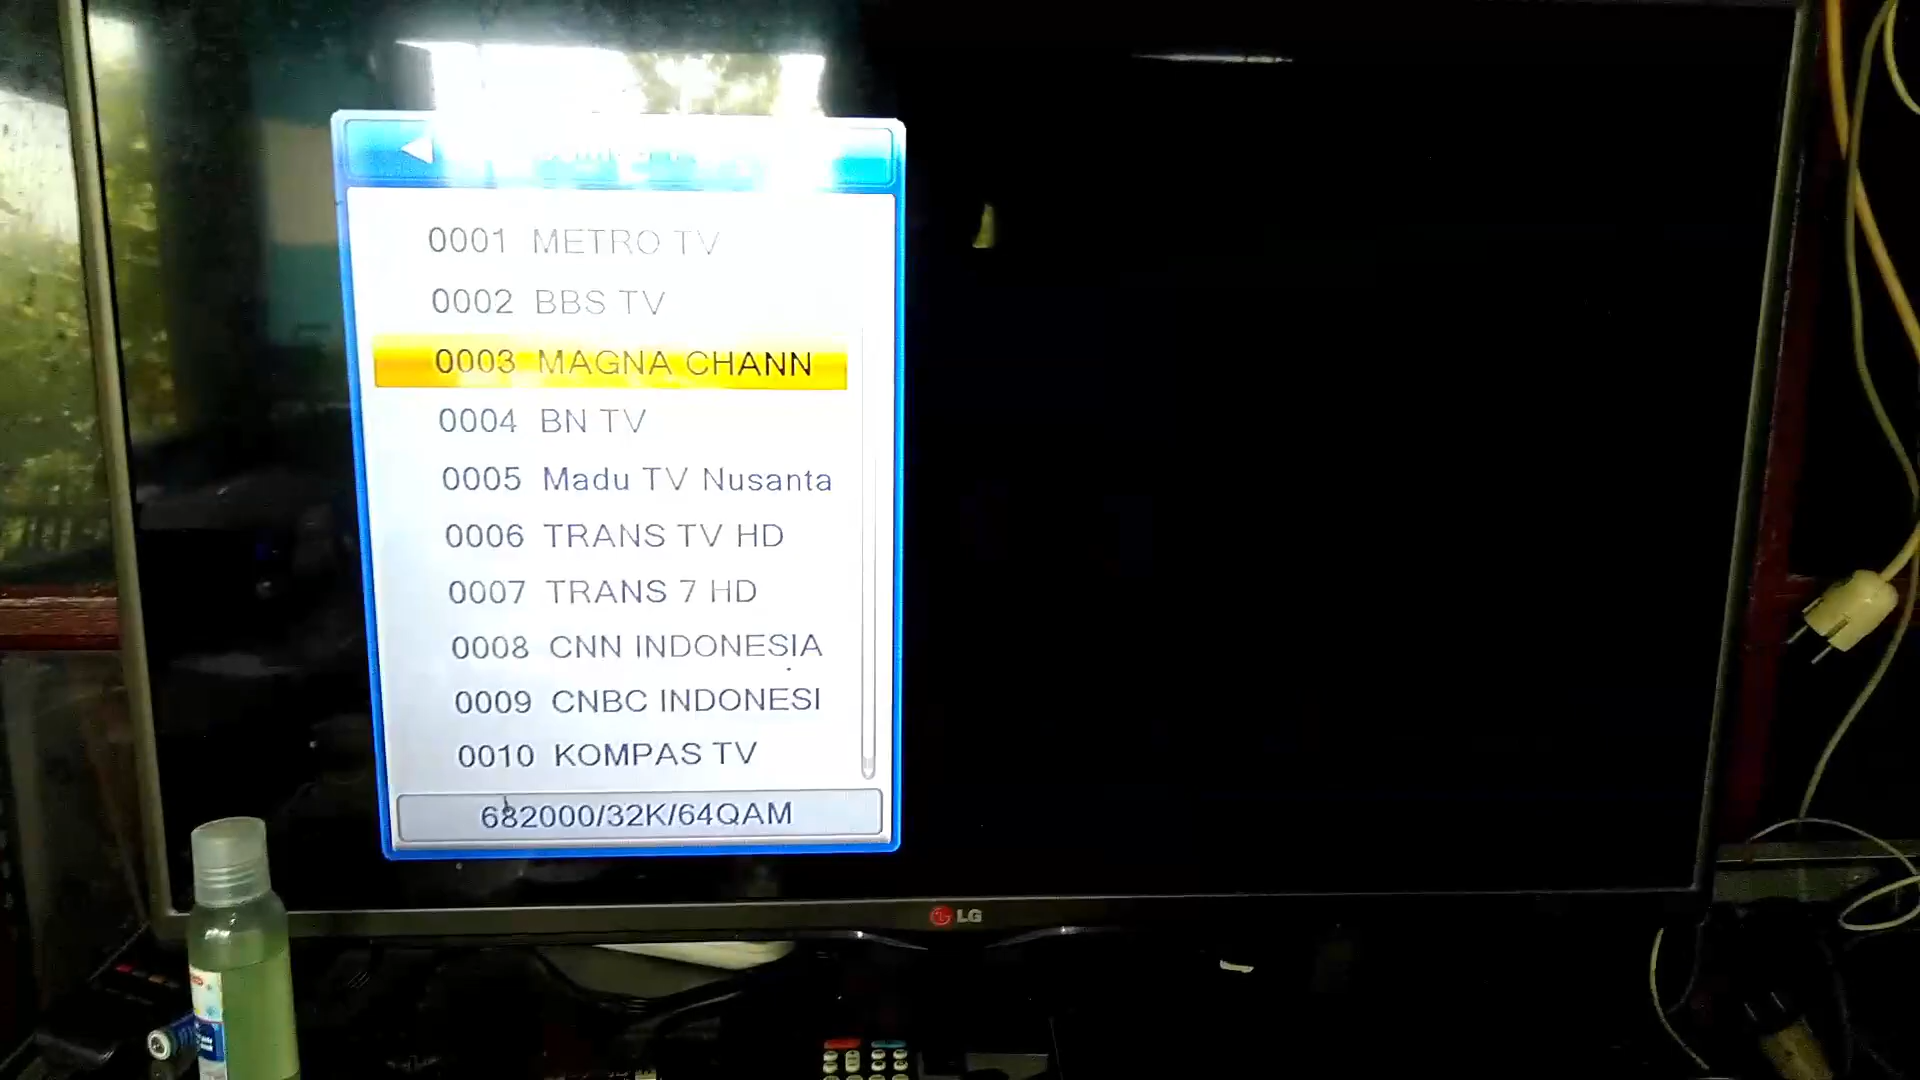 0001 METRO TV
0002 BBS TV
0003 MAGNA CHANN
0004 BN TV
0005 Madu TV Nusanta
0006 TRANS TV HD
0007 TRANS 7 HD
0008 CNN INDONESIA
0009 CNBC INDONESI
0010 KOMPAS TV
682000/32K/64QAM
LG